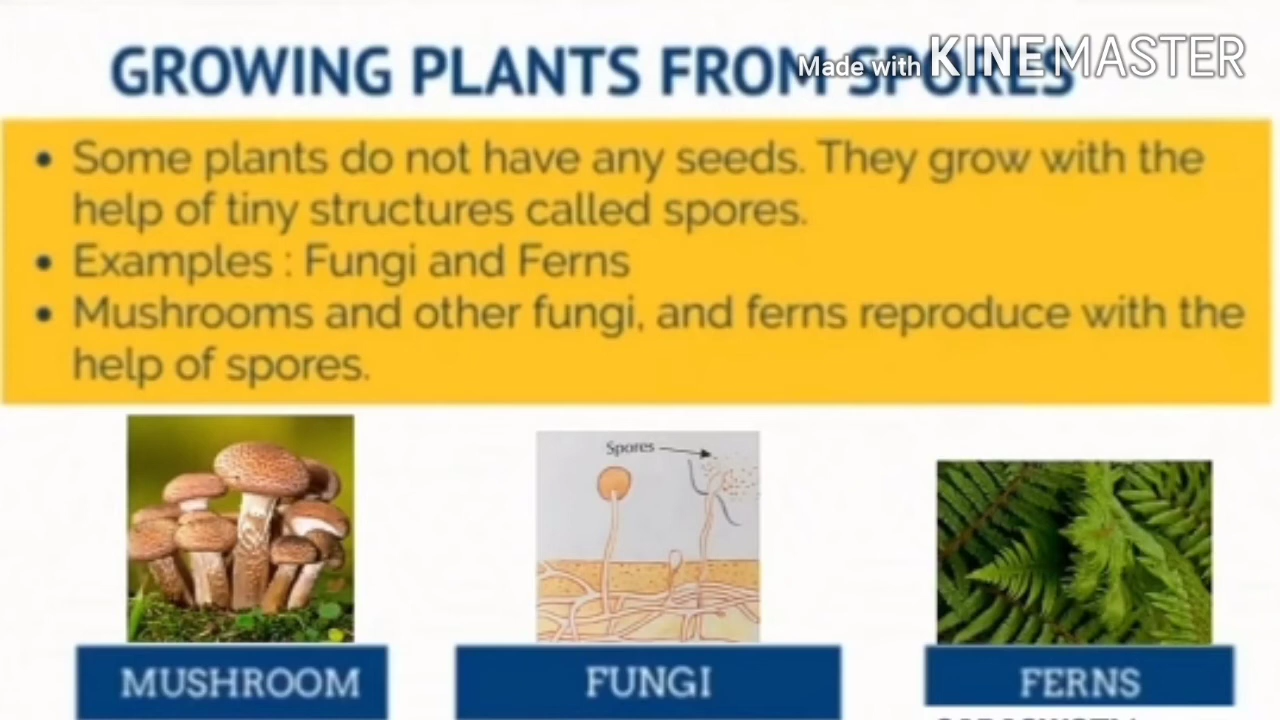 GROWING PLANTS FROM SPORES
Made with KINEMASTER
• Some plants do not have any seeds. They grow with the
help of tiny structures called spores.
• Examples : Fungi and Ferns
• Mushrooms and other fungi, and ferns reproduce with the
help of spores.
Spores
MUSHROOM
FUNGI
FERNS